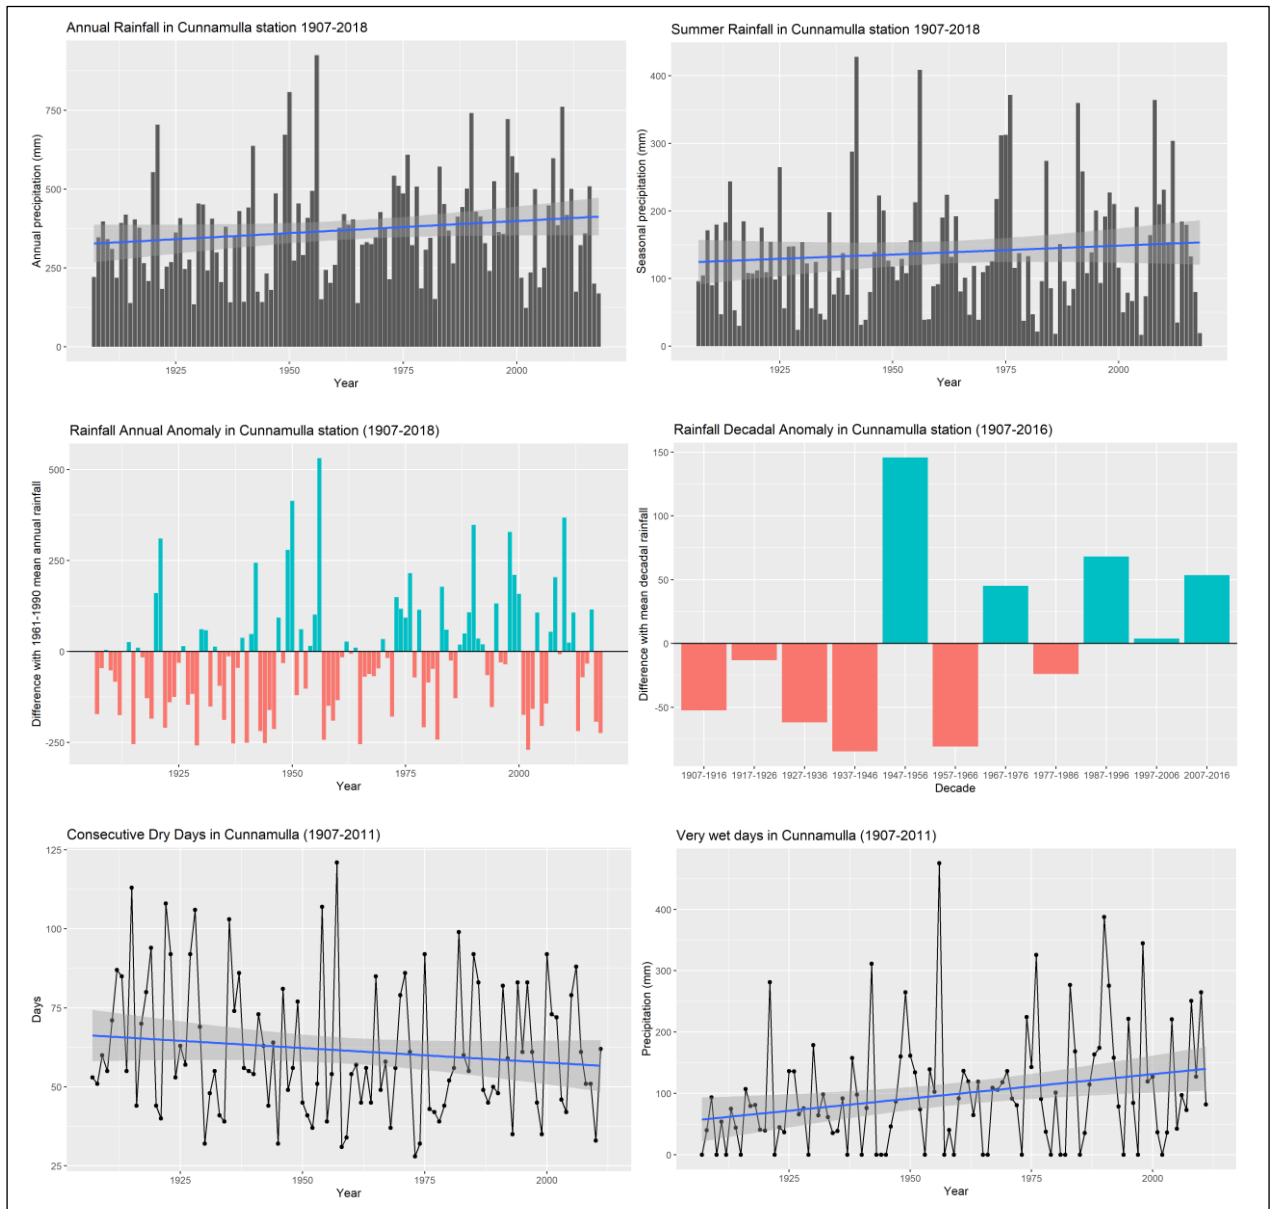 Annual Rainfall in Cunnamulla station 1907-2018
Annual precipitation (mm)
750
500
250
0
1925 1950 1975 2000
Year
Summer Rainfall in Cunnamulla station 1907-2018
Seasonal precipitation (mm)
400
300
200
100
0
1925 1950 1975 2000
Year
Rainfall Annual Anomaly in Cunnamulla station (1907-2018)
Difference with 1961-1990 mean annual rainfall
500
250
0
-250
1925 1950 1975 2000
Year
Rainfall Decadal Anomaly in Cunnamulla station (1907-2016)
Difference with mean decadal rainfall
150
100
50
0
-50
1907-1916 1917-1926 1927-1936 1937-1946 1947-1956 1957-1966 1967-1976 1977-1986 1987-1996 1997-2006 2007-2016
Decade
Consecutive Dry Days in Cunnamulla (1907-2011)
Days
125
100
75
50
25
1925 1950 1975 2000
Year
Very wet days in Cunnamulla (1907-2011)
Precipitation (mm)
400
300
200
100
0
1925 1950 1975 2000
Year